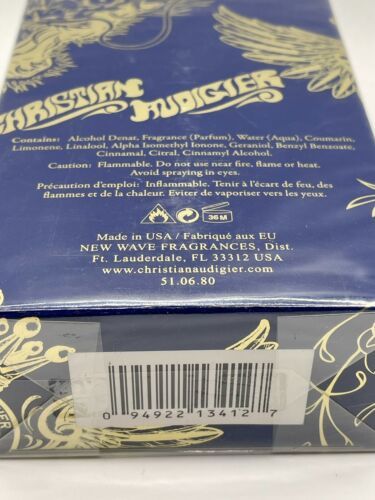 CHRISTIAN
AUDIGIER
Contains: Alcohol Denat, Fragrance (Parfum), Water (Aqua), Coumarin,
Limonene, Linalool, Alpha Isomethyl Ionone, Geraniol, Benzyl Benzoate,
Cinnamal, Citral, Cinnamyl Alcohol.
Caution: Flammable. Do not use near fire, flame or heat.
Avoid spraying in eyes.
Précaution d'emploi: Inflammable. Tenir à l'écart de feu, des
flammes et de la chaleur. Eviter de vaporiser vers les yeux.
36M
Made in USA / Fabriqué aux EU
NEW WAVE FRAGRANCES, Dist.
Ft. Lauderdale, FL 33312 USA
www.christianaudigier.com
51.06.80
0 94922 13412 7